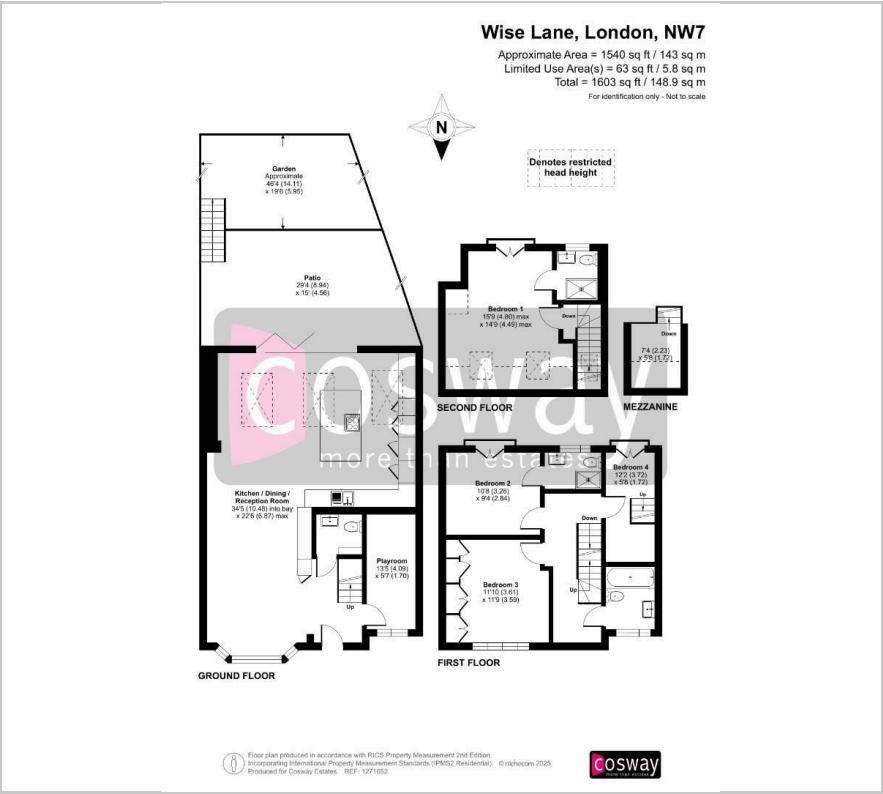 Wise Lane, London, NW7
Approximate Area = 1540 sq ft / 143 sq m
Limited Use Area(s) = 63 sq ft / 5.8 sq m
Total = 1603 sq ft / 148.9 sq m
For identification only - Not to scale
N
Denotes restricted
head height
Garden
Approximate
46'4 (14.11)
x 19'6 (5.95)
Patio
29'4 (8.94)
x 15' (4.56)
Bedroom 1
15'9 (4.80) max
x 14'9 (4.49) max
Down
SECOND FLOOR
Down
7'4 (2.23)
x 5'8 (1.72)
MEZZANINE
cosway
more than estates
Kitchen / Dining /
Reception Room
34'5 (10.48) into bay
x 22'6 (6.87) max
Playroom
13'5 (4.09)
x 5'7 (1.70)
Up
GROUND FLOOR
Bedroom 2
10'8 (3.26)
x 9'4 (2.84)
Bedroom 4
12'2 (3.72)
x 5'8 (1.72)
Up
Down
Bedroom 3
11'10 (3.61)
x 11'9 (3.59)
Up
FIRST FLOOR
Floor plan produced in accordance with RICS Property Measurement 2nd Edition,
Incorporating International Property Measurement Standards (IPMS2 Residential). © nichecom 2025.
Produced for Cosway Estates. REF: 1271652
cosway
more than estates